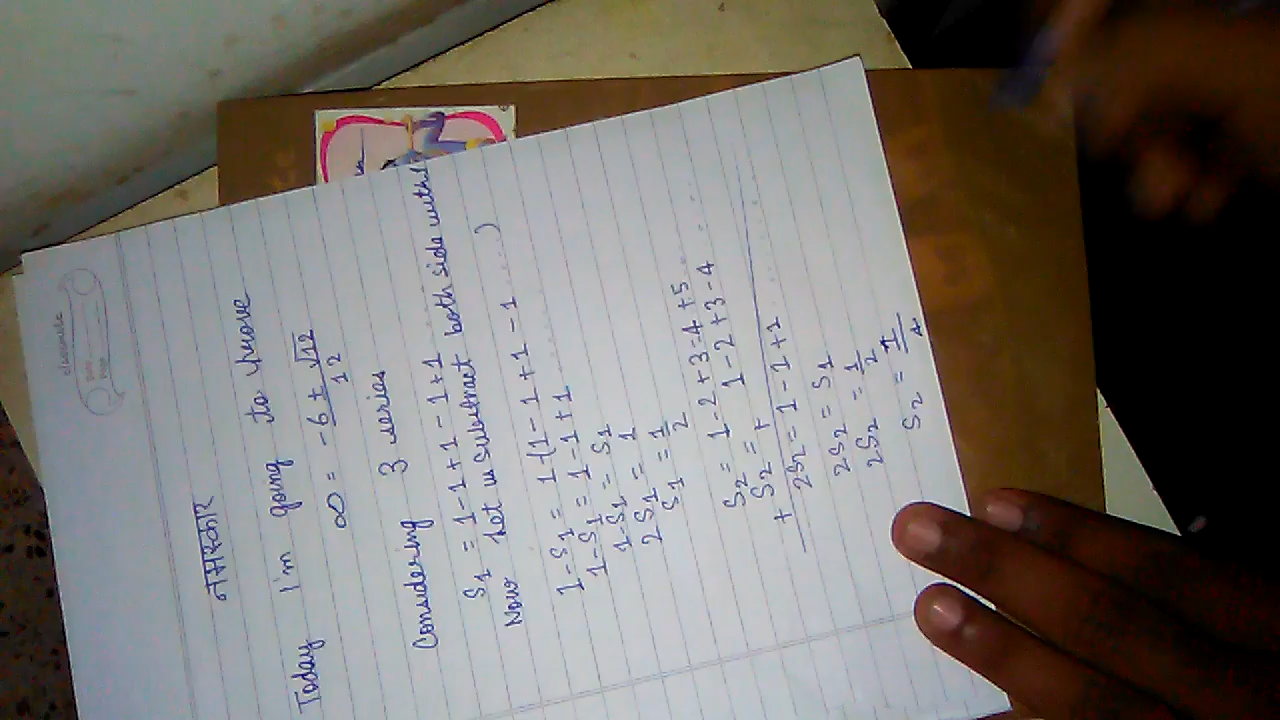 नमस्कार
Today I'm going to prove
∞ = -6 ± √12
12
Considering 3 series
S1 = 1-1+1-1+1.....
Now let us subtract both side with 1
1-S1 = 1-(1-1+1-1.....)
1-S1 = 1-1+1......
1-S1 = S1
2S1 = 1
S1 = 1/2
S2 = 1-2+3-4+5.....
S2 = + 1-2+3-4.....
+
2S2 = 1-1-1+1.....
2S2 = S1
2S2 = 1/2
S2 = 1/4